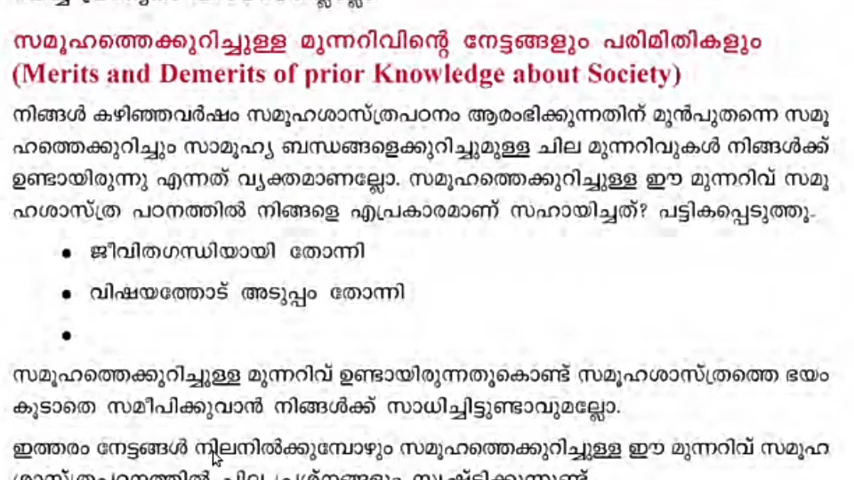 സമൂഹത്തെക്കുറിച്ചുള്ള മുന്നറിവിന്റെ നേട്ടങ്ങളും പരിമിതികളും
(Merits and Demerits of prior Knowledge about Society)
നിങ്ങൾ കഴിഞ്ഞവർഷം സമൂഹശാസ്ത്രപഠനം ആരംഭിക്കുന്നതിന് മുൻപുതന്നെ സമൂ
ഹത്തെക്കുറിച്ചും സാമൂഹ്യ ബന്ധങ്ങളെക്കുറിച്ചുമുള്ള ചില മുന്നറിവുകൾ നിങ്ങൾക്ക്
ഉണ്ടായിരുന്നു എന്നത് വ്യക്തമാണല്ലോ. സമൂഹത്തെക്കുറിച്ചുള്ള ഈ മുന്നറിവ് സമൂ
ഹശാസ്ത്ര പഠനത്തിൽ നിങ്ങളെ എപ്രകാരമാണ് സഹായിച്ചത്? പട്ടികപ്പെടുത്തൂ.
• ജീവിതഗന്ധിയായി തോന്നി
• വിഷയത്തോട് അടുപ്പം തോന്നി
•
സമൂഹത്തെക്കുറിച്ചുള്ള മുന്നറിവ് ഉണ്ടായിരുന്നതുകൊണ്ട് സമൂഹശാസ്ത്രത്തെ ഭയം
കൂടാതെ സമീപിക്കുവാൻ നിങ്ങൾക്ക് സാധിച്ചിട്ടുണ്ടാവുമല്ലോ.
ഇത്തരം നേട്ടങ്ങൾ നിലനിൽക്കുമ്പോഴും സമൂഹത്തെക്കുറിച്ചുള്ള ഈ മുന്നറിവ് സമൂഹ
ശാസ്ത്രപഠനത്തിൽ ചില പ്രശ്നങ്ങളും സൃഷ്ടിക്കുന്നുണ്ട്